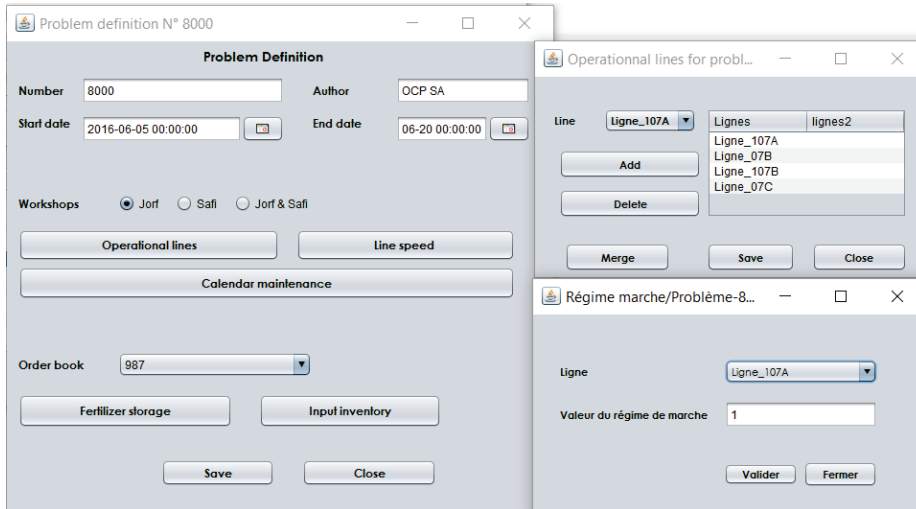 Problem definition N° 8000
Problem Definition
Number 8000 Author OCP SA
Start date 2016-06-05 00:00:00 End date 06-20 00:00:00
Workshops Jorf Safi Jorf & Safi
Operational lines Line speed
Calendar maintenance
Order book 987
Fertilizer storage Input inventory
Save Close
Operationnal lines for probl...
Line Ligne_107A Lignes lignes2
Ligne_107A
Add Ligne_07B
Ligne_107B
Ligne_07C
Delete
Merge Save Close
Régime marche/Problème-8...
Ligne Ligne_107A
Valeur du régime de marche 1
Valider Fermer